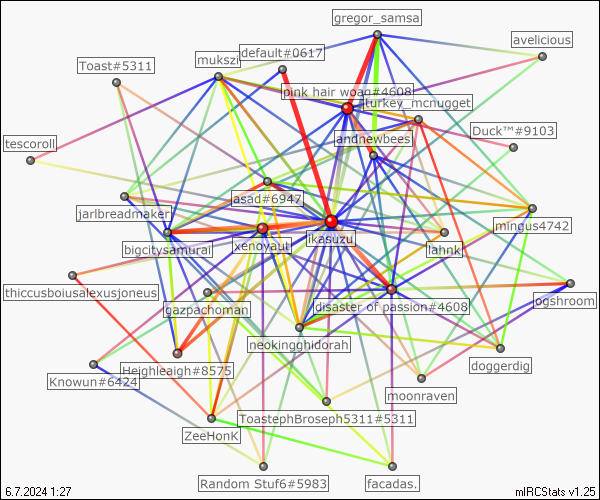 gregor_samsa
avelicious
mukszi
default#0617
Toast#5311
pink hair woan#4608
turkey_mcnugget
Duck™#9103
andnewbees
tescoroll
asad#6947
jarlbreadmaker
mingus4742
bigcitysamurai
xenoyaut
ikasuzu
lahnk
thiccusboiusalexusjoneus
gazpachoman
disaster of passion#4608
ogshroom
neokingghidorah
doggerdig
Heighleaigh#8575
Knowun#6424
moonraven
ToastephBroseph5311#5311
ZeeHonK
Random Stuf6#5983
facadas.
6.7.2024 1:27
mIRCStats v1.25